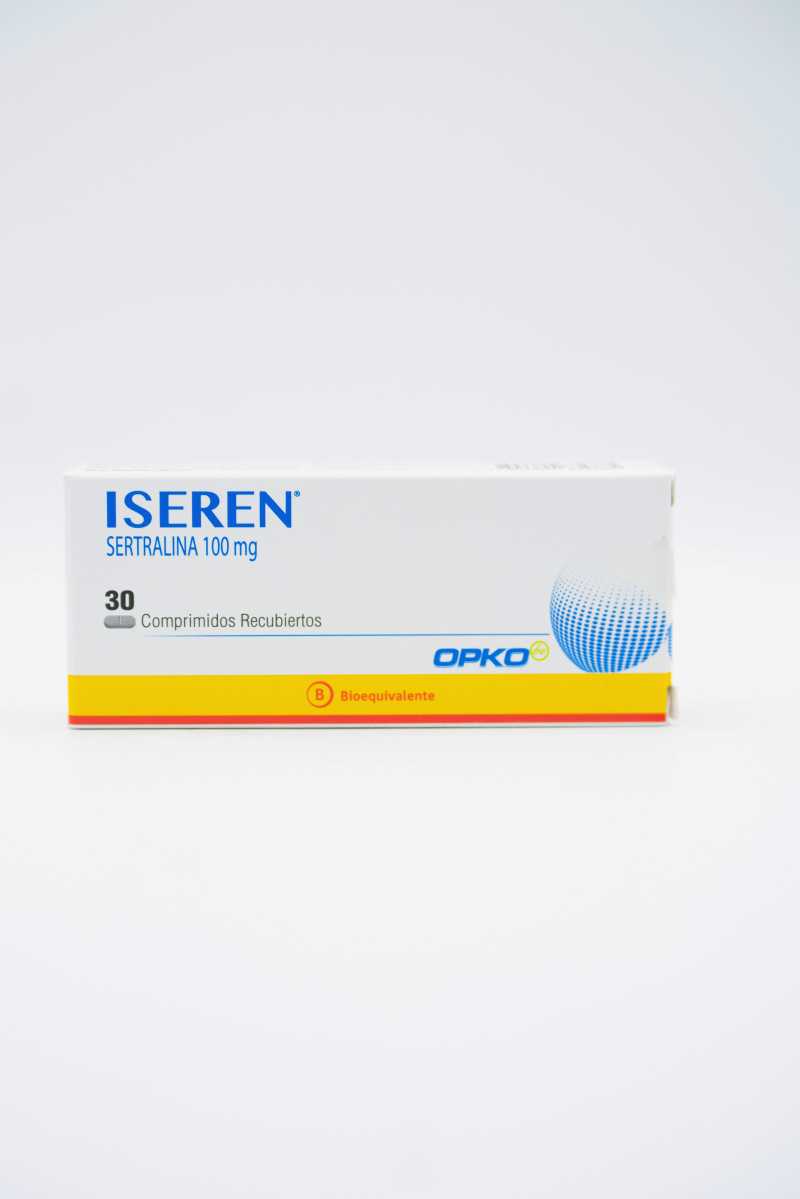 ISEREN®
SERTRALINA 100 mg
30
Comprimidos Recubiertos
OPKO
B Bioequivalente